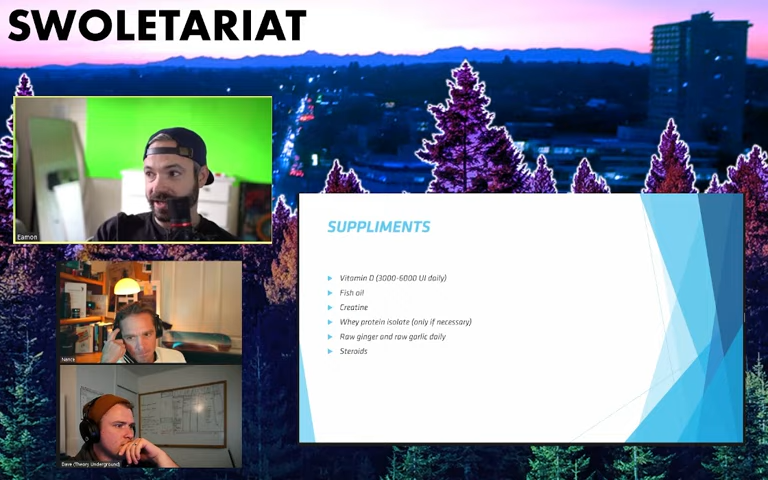 SWOLETARIAT
Eamon
SUPPLIMENTS
Vitamin D (3000-6000 UI daily)
Fish oil
Creatine
Whey protein isolate (only if necessary)
Raw ginger and raw garlic daily
Steroids
Dave (Theory Underground)